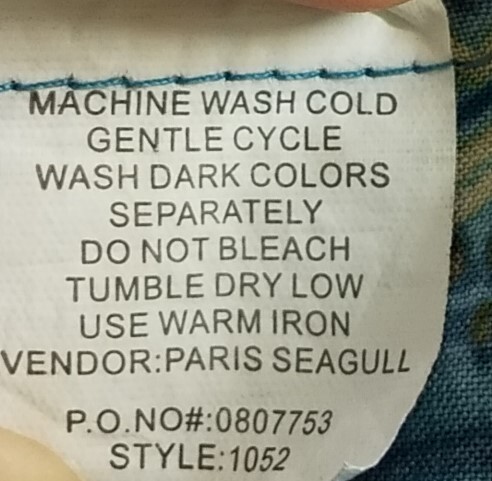 MACHINE WASH COLD
GENTLE CYCLE
WASH DARK COLORS
SEPARATELY
DO NOT BLEACH
TUMBLE DRY LOW
USE WARM IRON
VENDOR:PARIS SEAGULL
P.O.NO#:0807753
STYLE:1052